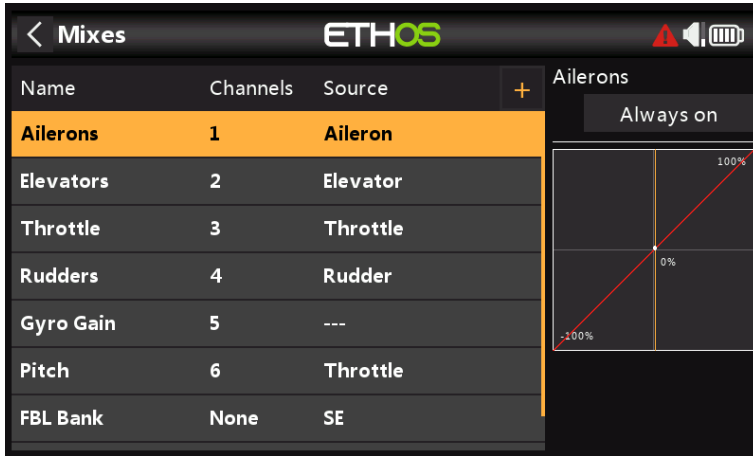 Mixes
ETHOS
Name Channels Source +
Ailerons 1 Aileron
Elevators 2 Elevator
Throttle 3 Throttle
Rudders 4 Rudder
Gyro Gain 5 ---
Pitch 6 Throttle
FBL Bank None SE
Ailerons
Always on
100%
0%
-100%